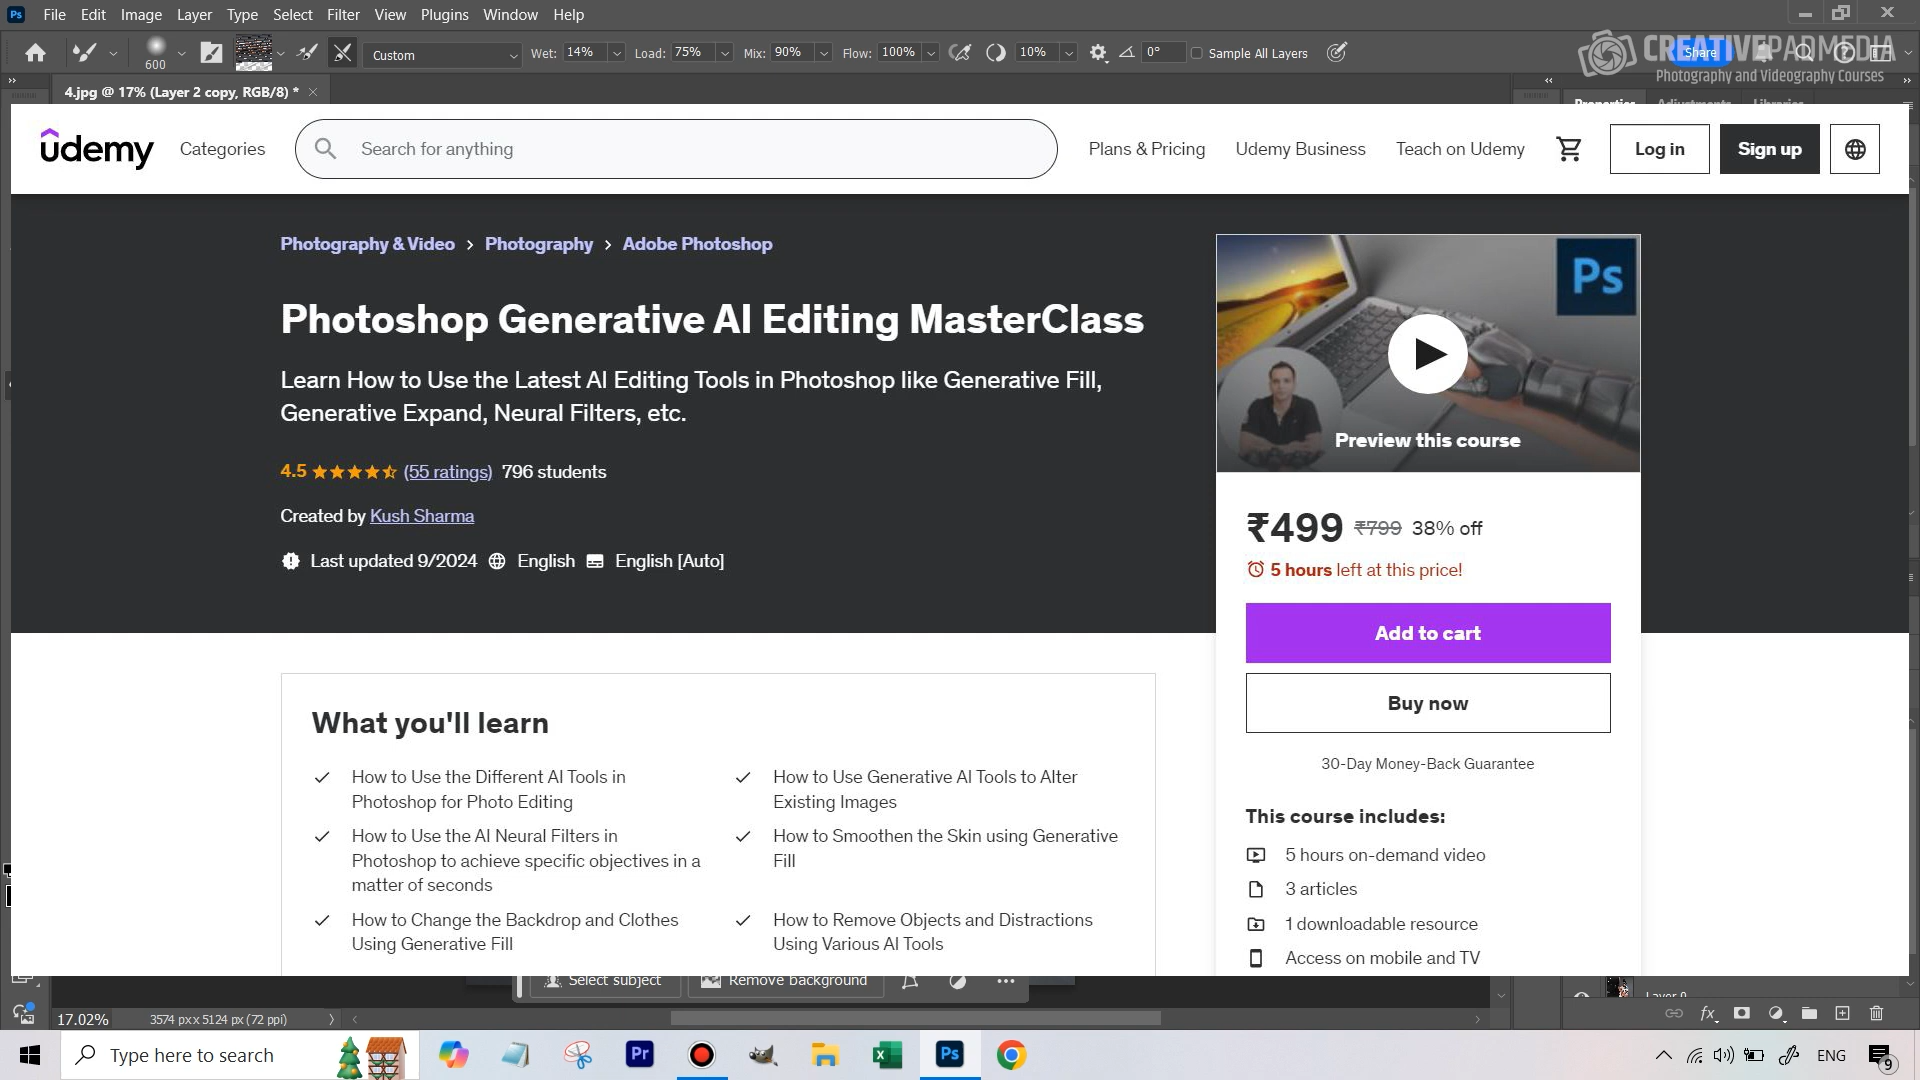 Ps File Edit Image Layer Type Select Filter View Plugins Window Help
600 Custom Wet: 14% Load: 75% Mix: 90% Flow: 100% 10% 0° Sample All Layers Share
CREATIVEPADMEDIA
Photography and Videography Courses
4.jpg @ 17% (Layer 2 copy, RGB/8) *
Properties Adjustments Libraries
udemy Categories Search for anything Plans & Pricing Udemy Business Teach on Udemy Log in Sign up
Photography & Video > Photography > Adobe Photoshop
Photoshop Generative AI Editing MasterClass
Learn How to Use the Latest AI Editing Tools in Photoshop like Generative Fill,
Generative Expand, Neural Filters, etc.
4.5 (55 ratings) 796 students
Created by Kush Sharma
Last updated 9/2024 English English [Auto]
Ps
Preview this course
₹499 ₹799 38% off
5 hours left at this price!
Add to cart
Buy now
30-Day Money-Back Guarantee
This course includes:
5 hours on-demand video
3 articles
1 downloadable resource
Access on mobile and TV
What you'll learn
How to Use the Different AI Tools in
Photoshop for Photo Editing
How to Use Generative AI Tools to Alter
Existing Images
How to Use the AI Neural Filters in
Photoshop to achieve specific objectives in a
matter of seconds
How to Smoothen the Skin using Generative
Fill
How to Change the Backdrop and Clothes
Using Generative Fill
How to Remove Objects and Distractions
Using Various AI Tools
Select subject Remove background
Layer 0
17.02% 3574 px x 5124 px (72 ppi)
fx
Type here to search Pr Ps ENG 9